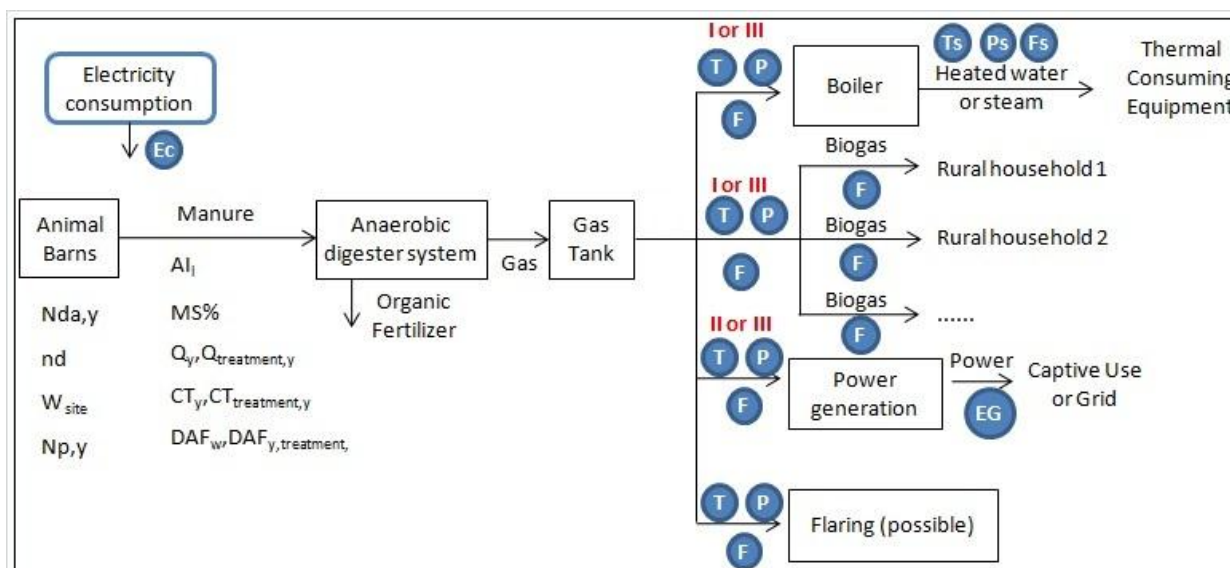 Electricity
consumption
Ec
Animal
Barns
Manure
AIₗ
Nda,y
MS%
nd
Qy,Qtreatment,y
Wsite
CTy,CTtreatment,y
Np,y
DAFw,DAFy,treatment,
Anaerobic
digester system
Organic
Fertilizer
Gas
Gas
Tank
I or III
T P
F
Boiler
Ts Ps Fs
Heated water
or steam
Thermal
Consuming
Equipment
I or III
T P
F
Biogas
F
Rural household 1
Biogas
F
Rural household 2
Biogas
F
......
II or III
T P
F
Power
generation
Power
EG
Captive Use
or Grid
T P
F
Flaring (possible)